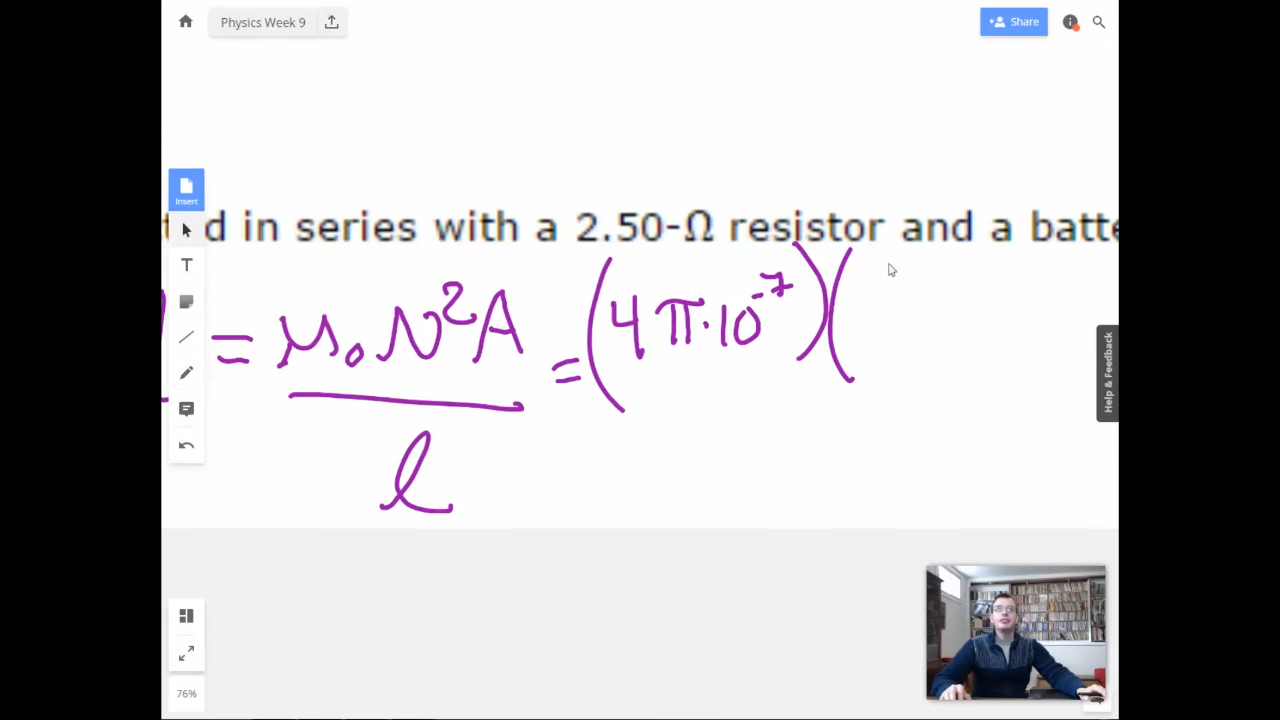 Physics Week 9
Share
Insert
d in series with a 2.50-Ω resistor and a batte
= μ₀N²A = (4π·10⁻⁷)(
l
T
Help & Feedback
76%